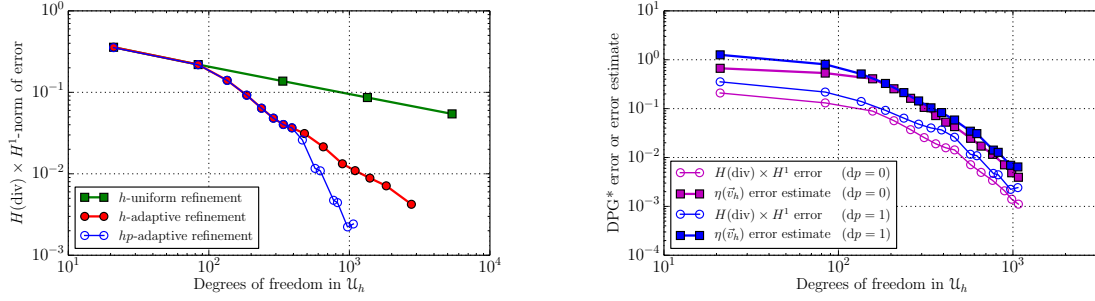 10^0
10^-1
10^-2
10^-3
10^1
10^2
10^3
10^4
H(div) × H^1-norm of error
Degrees of freedom in 𝒰_h
h-uniform refinement
h-adaptive refinement
hp-adaptive refinement
10^1
10^0
10^-1
10^-2
10^-3
10^-4
10^1
10^2
10^3
DPG* error or error estimate
Degrees of freedom in 𝒰_h
H(div) × H^1 error (dp = 0)
η(v⃗_h) error estimate (dp = 0)
H(div) × H^1 error (dp = 1)
η(v⃗_h) error estimate (dp = 1)